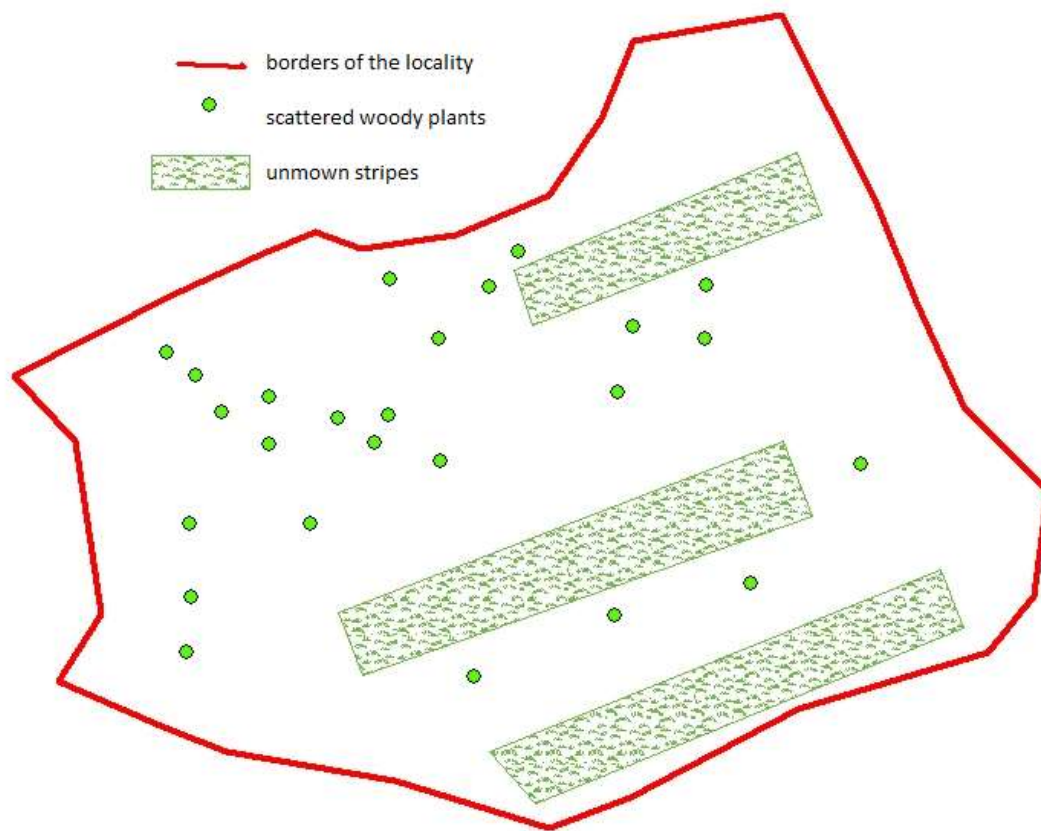 borders of the locality
scattered woody plants
unmown stripes